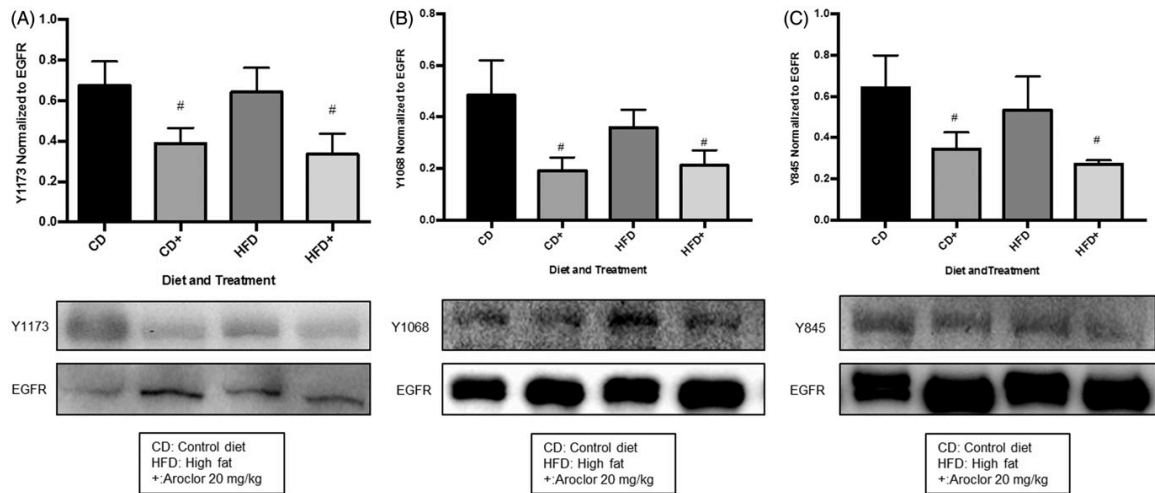 (A)
Y1173 Normalized to EGFR
0.8
0.6
0.4
0.2
0.0
#
#
CD
CD+
HFD
HFD+
Diet and Treatment
Y1173
EGFR
CD: Control diet
HFD: High fat
+:Aroclor 20 mg/kg
(B)
Y1068 Normalized to EGFR
0.8
0.6
0.4
0.2
0.0
#
#
CD
CD+
HFD
HFD+
Diet and Treatment
Y1068
EGFR
CD: Control diet
HFD: High fat
+:Aroclor 20 mg/kg
(C)
Y845 Normalized to EGFR
1.0
0.8
0.6
0.4
0.2
0.0
#
#
CD
CD+
HFD
HFD+
Diet andTreatment
Y845
EGFR
CD: Control diet
HFD: High fat
+:Aroclor 20 mg/kg